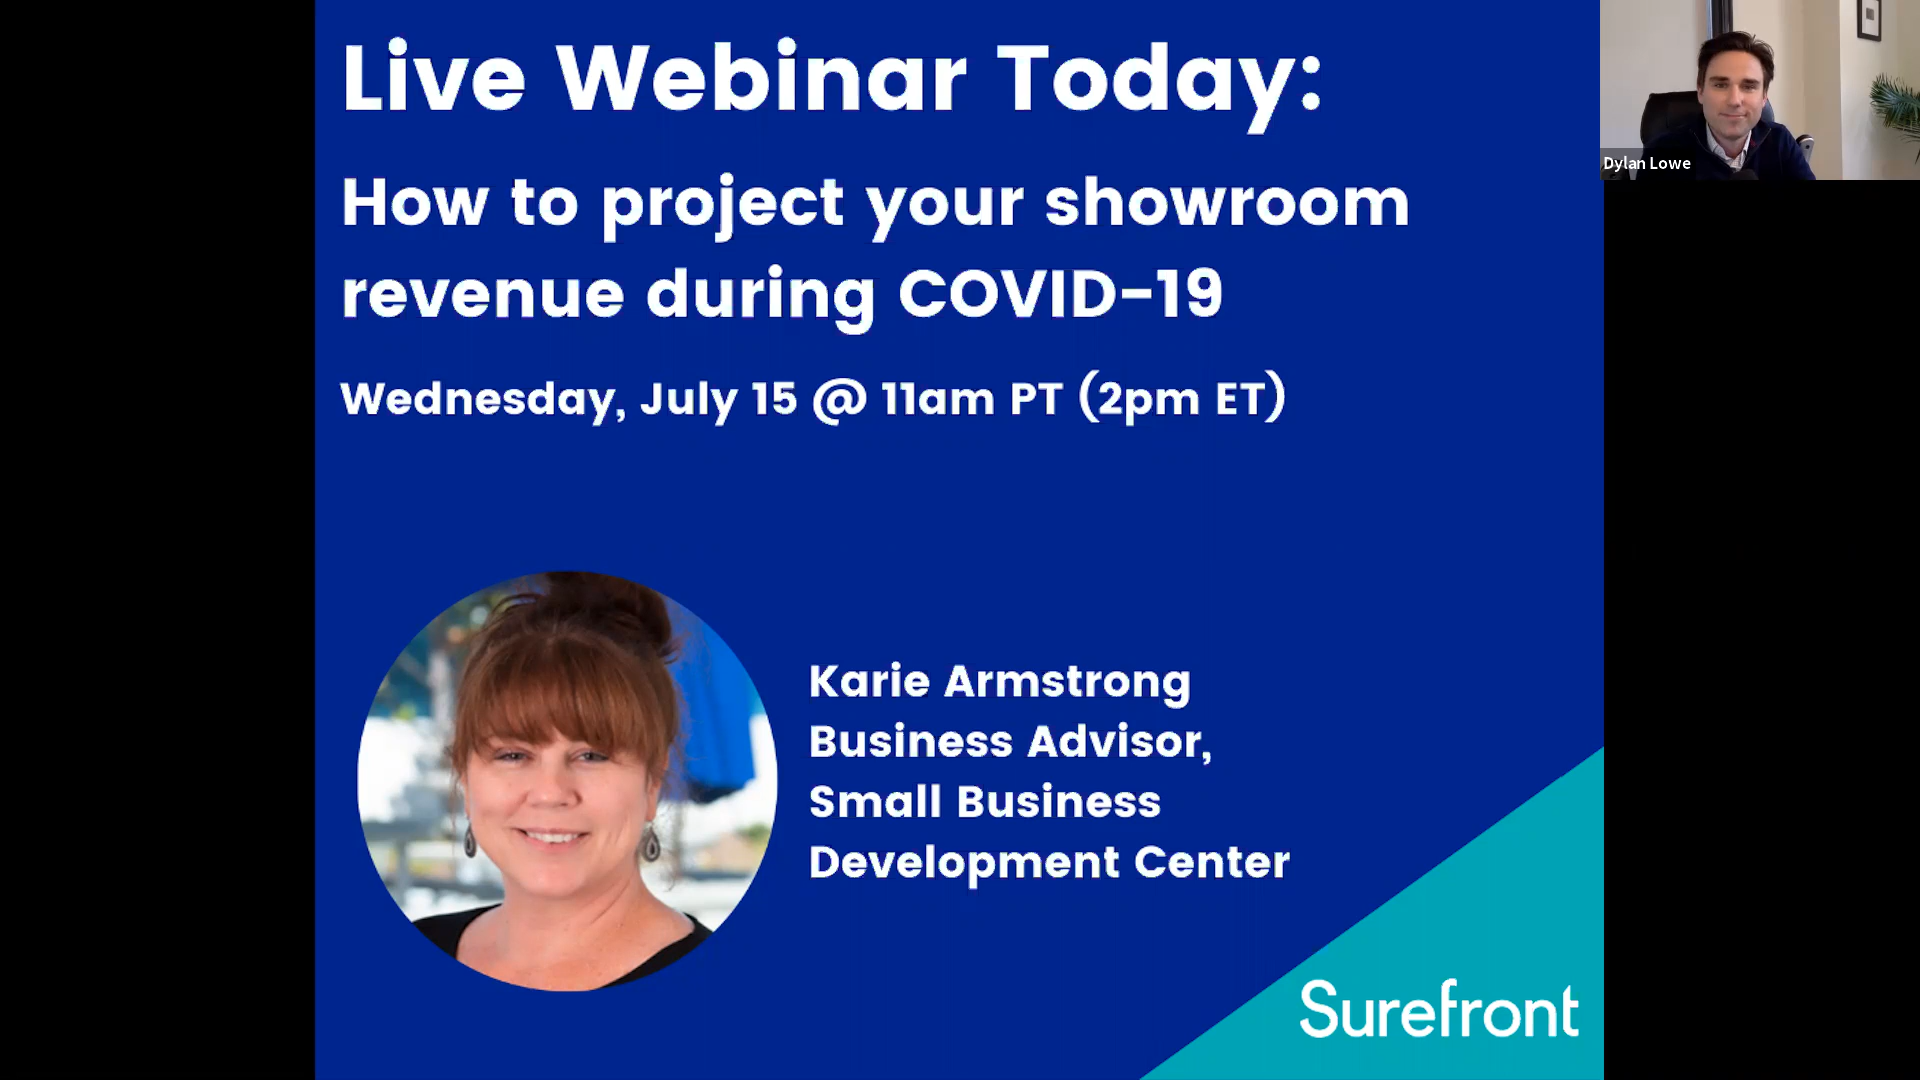 Live Webinar Today:
How to project your showroom
revenue during COVID-19
Wednesday, July 15 @ 11am PT (2pm ET)
Karie Armstrong
Business Advisor,
Small Business
Development Center
Surefront
Dylan Lowe